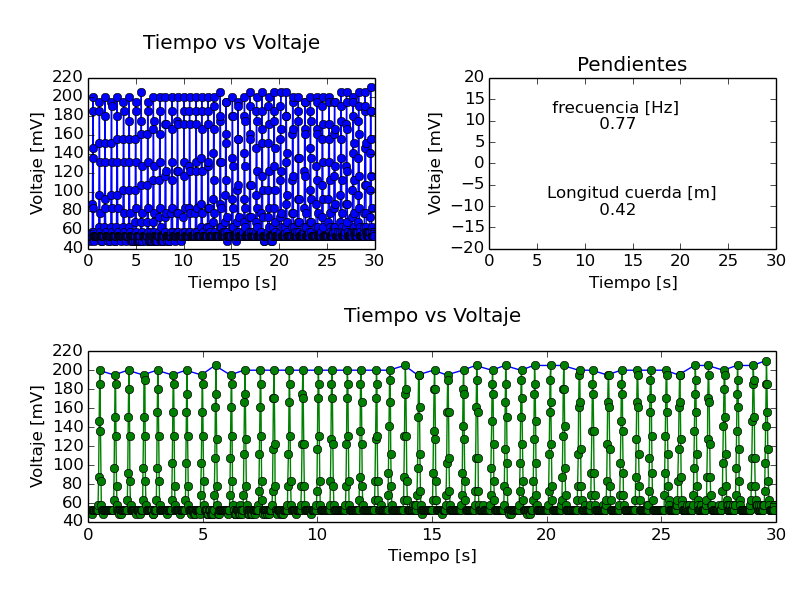 Tiempo vs Voltaje
220
200
180
160
140
120
100
80
60
40
Voltaje [mV]
0 5 10 15 20 25 30
Tiempo [s]
Pendientes
20
15
10
5
0
−5
−10
−15
−20
Voltaje [mV]
frecuencia [Hz]
0.77
Longitud cuerda [m]
0.42
0 5 10 15 20 25 30
Tiempo [s]
Tiempo vs Voltaje
220
200
180
160
140
120
100
80
60
40
Voltaje [mV]
0 5 10 15 20 25 30
Tiempo [s]